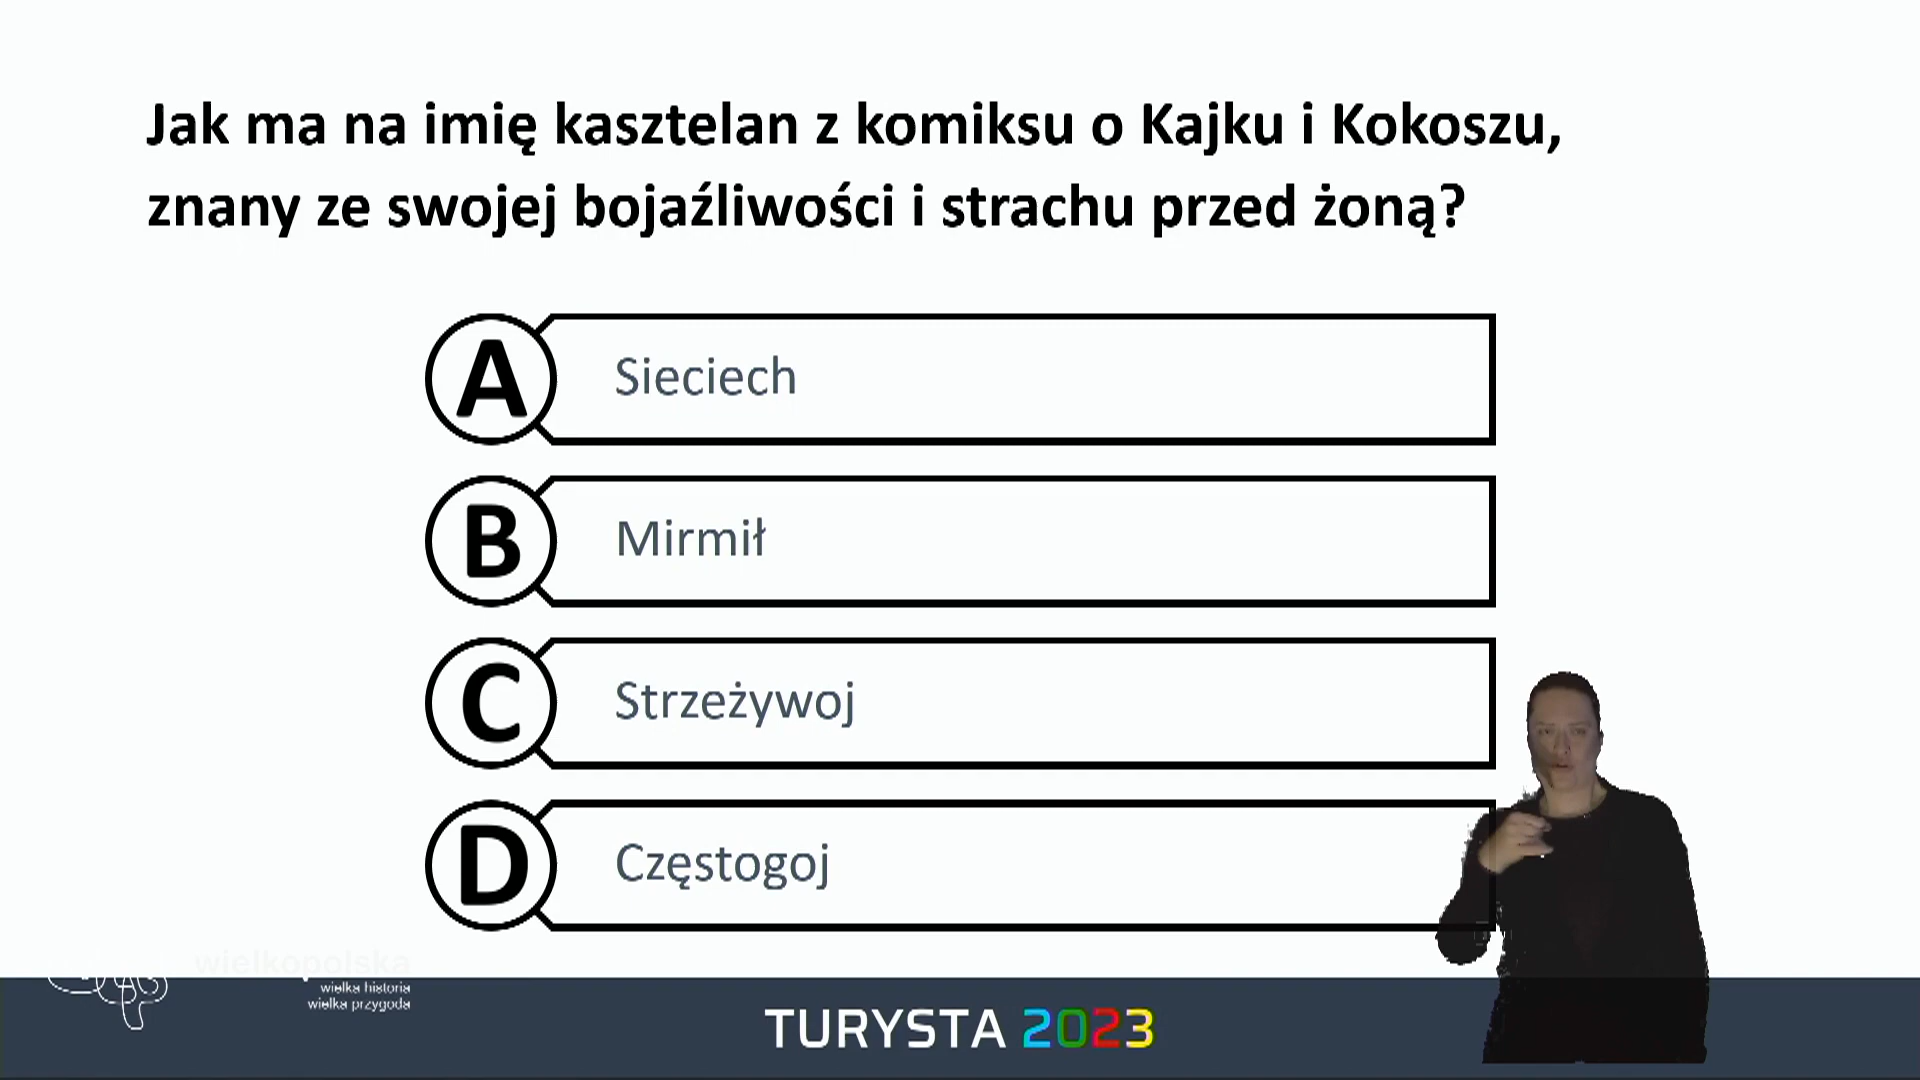 Jak ma na imię kasztelan z komiksu o Kajku i Kokoszu,
znany ze swojej bojaźliwości i strachu przed żoną?
A Sieciech
B Mirmił
C Strzeżywoj
D Częstogoj
wielkopolska
wielka historia
wielka przygoda
TURYSTA 2023